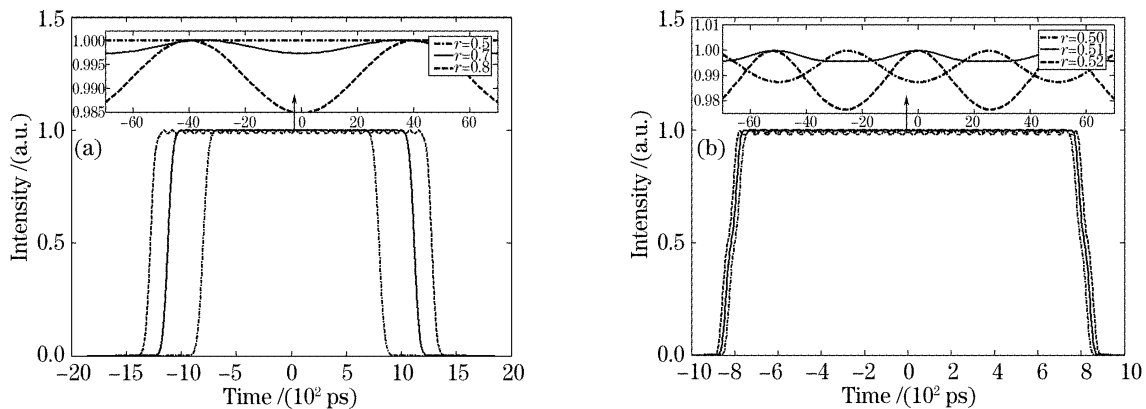 1.5
1.000
0.995
0.990
0.985
r=0.5
r=0.7
r=0.8
−60 −40 −20 0 20 40 60
1.0
(a)
0.5
0.0
−20 −15 −10 −5 0 5 10 15 20
Intensity /(a.u.)
Time /(10² ps)
1.5
1.01
1.00
0.99
0.98
r=0.50
r=0.51
r=0.52
−60 −40 −20 0 20 40 60
1.0
(b)
0.5
0.0
−10 −8 −6 −4 −2 0 2 4 6 8 10
Intensity /(a.u.)
Time /(10² ps)